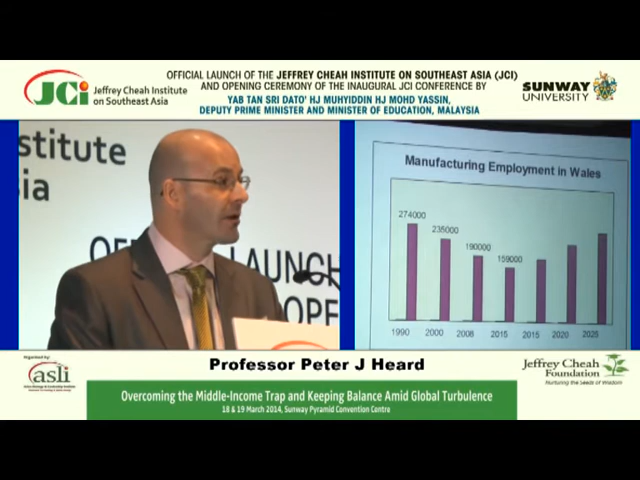 JCi
Jeffrey Cheah Institute
on Southeast Asia
OFFICIAL LAUNCH OF THE JEFFREY CHEAH INSTITUTE ON SOUTHEAST ASIA (JCI)
AND OPENING CEREMONY OF THE INAUGURAL JCI CONFERENCE BY
YAB TAN SRI DATO' HJ MUHYIDDIN HJ MOHD YASSIN,
DEPUTY PRIME MINISTER AND MINISTER OF EDUCATION, MALAYSIA
SUNWAY
UNIVERSITY
stitute
ia
OFF
LAUNCH
OPE
Manufacturing Employment in Wales
274000
235000
190000
159000
1990 2000 2008 2015 2015 2020 2025
Organised by:
asli
Professor Peter J Heard
Jeffrey Cheah
Foundation
Nurturing the Seeds of Wisdom
Overcoming the Middle-Income Trap and Keeping Balance Amid Global Turbulence
18 & 19 March 2014, Sunway Pyramid Convention Centre